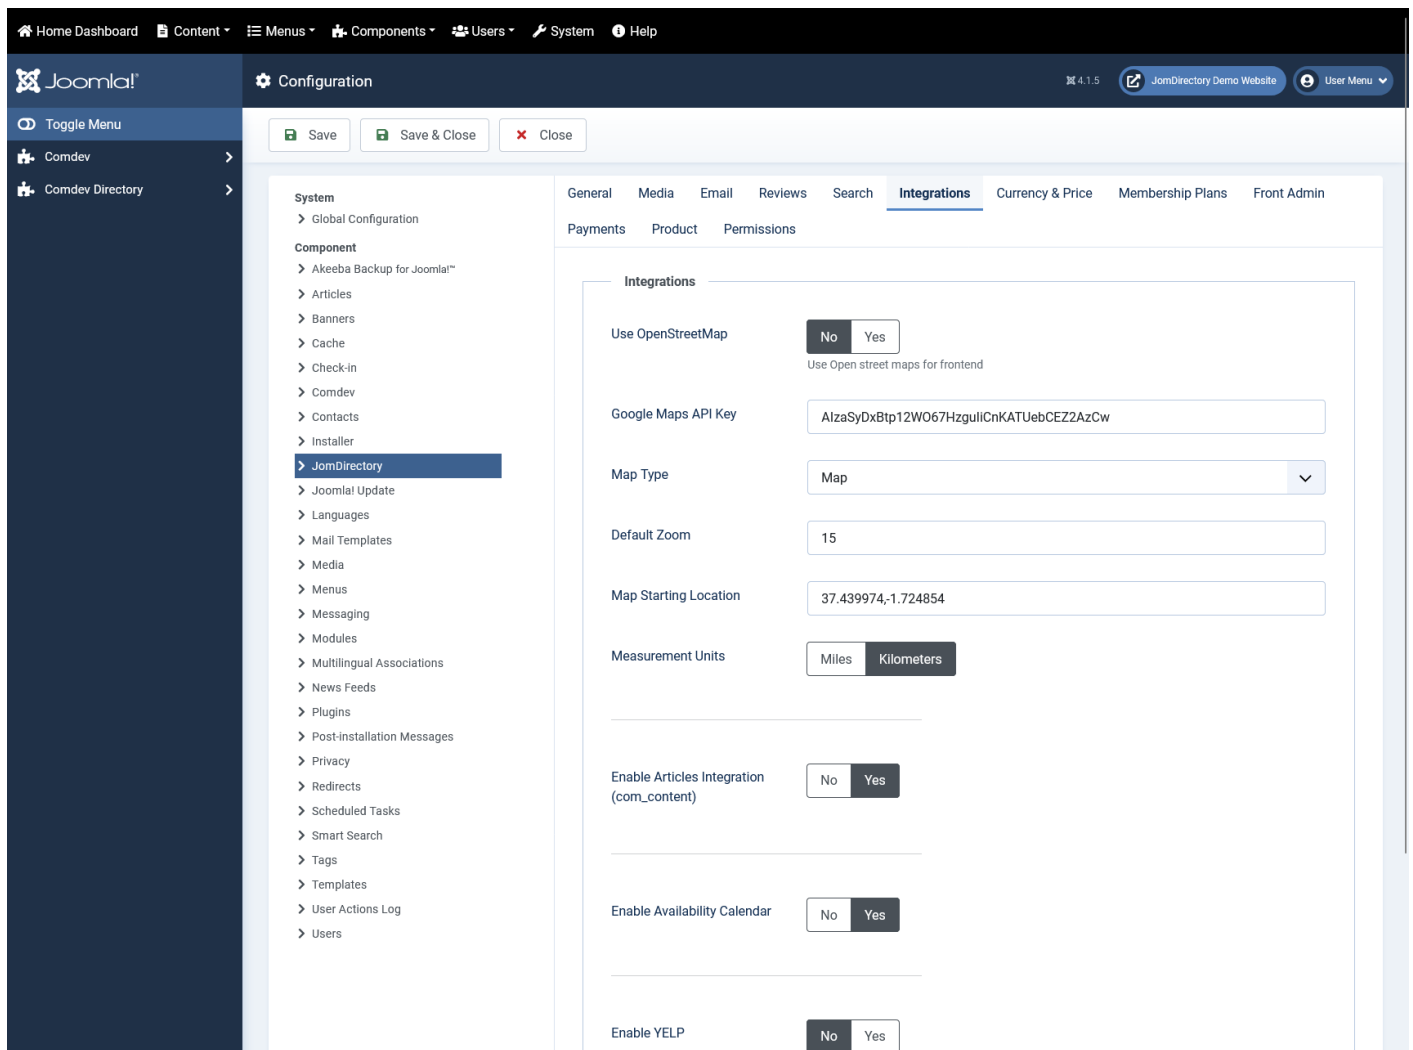 Home Dashboard Content Menus Components Users System Help
Joomla!
Configuration
4.1.5 JomDirectory Demo Website User Menu
Toggle Menu
Comdev
Comdev Directory
Save Save & Close Close
System
Global Configuration
Component
Akeeba Backup for Joomla!™
Articles
Banners
Cache
Check-in
Comdev
Contacts
Installer
JomDirectory
Joomla! Update
Languages
Mail Templates
Media
Menus
Messaging
Modules
Multilingual Associations
News Feeds
Plugins
Post-installation Messages
Privacy
Redirects
Scheduled Tasks
Smart Search
Tags
Templates
User Actions Log
Users
General Media Email Reviews Search Integrations Currency & Price Membership Plans Front Admin
Payments Product Permissions
Integrations
Use OpenStreetMap No Yes
Use Open street maps for frontend
Google Maps API Key AIzaSyDxBtp12WO67HzguIiCnKATUebCEZ2AzCw
Map Type Map
Default Zoom 15
Map Starting Location 37.439974,-1.724854
Measurement Units Miles Kilometers
Enable Articles Integration
(com_content) No Yes
Enable Availability Calendar No Yes
Enable YELP No Yes